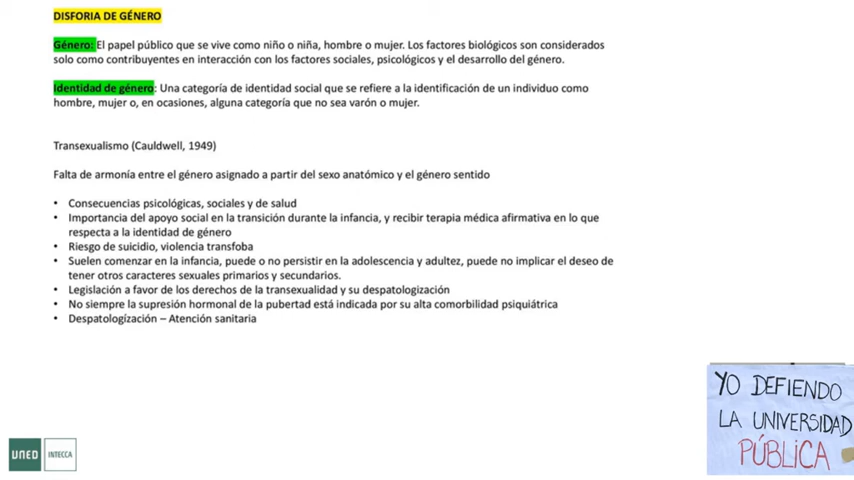 DISFORIA DE GÉNERO
Género: El papel público que se vive como niño o niña, hombre o mujer. Los factores biológicos son considerados
solo como contribuyentes en interacción con los factores sociales, psicológicos y el desarrollo del género.
Identidad de género: Una categoría de identidad social que se refiere a la identificación de un individuo como
hombre, mujer o, en ocasiones, alguna categoría que no sea varón o mujer.
Transexualismo (Cauldwell, 1949)
Falta de armonía entre el género asignado a partir del sexo anatómico y el género sentido
• Consecuencias psicológicas, sociales y de salud
• Importancia del apoyo social en la transición durante la infancia, y recibir terapia médica afirmativa en lo que
respecta a la identidad de género
• Riesgo de suicidio, violencia transfoba
• Suelen comenzar en la infancia, puede o no persistir en la adolescencia y adultez, puede no implicar el deseo de
tener otros caracteres sexuales primarios y secundarios.
• Legislación a favor de los derechos de la transexualidad y su despatologización
• No siempre la supresión hormonal de la pubertad está indicada por su alta comorbilidad psiquiátrica
• Despatologízación – Atención sanitaria
YO DEFIENDO
LA UNIVERSIDAD
PÚBLICA
UNED INTECCA